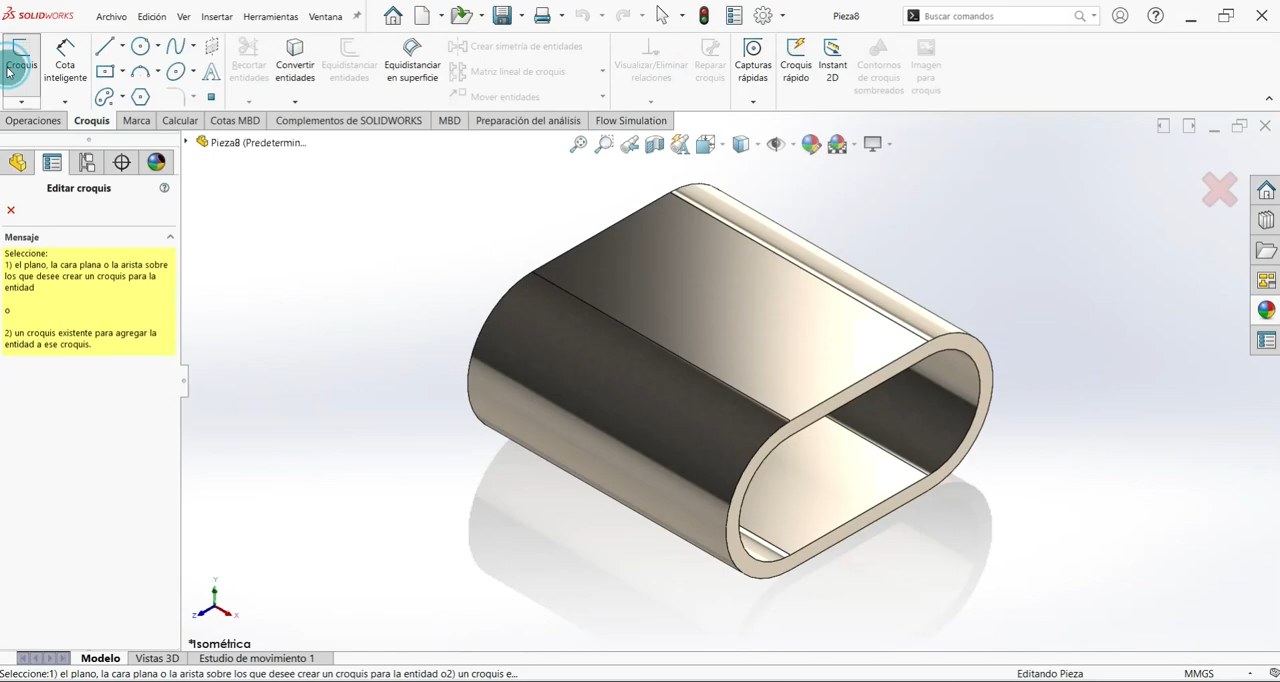 SOLIDWORKS
Archivo
Edición
Ver
Insertar
Herramientas
Ventana
Pieza8
Buscar comandos
Croquis
Cota
inteligente
Recortar
entidades
Convertir
entidades
Equidistanciar
entidades
Equidistanciar
en superficie
Crear simetría de entidades
Matriz lineal de croquis
Mover entidades
Visualizar/Eliminar
relaciones
Reparar
croquis
Capturas
rápidas
Croquis
rápido
Instant
2D
Contornos
de croquis
sombreados
Imagen
para
croquis
Operaciones
Croquis
Marca
Calcular
Cotas MBD
Complementos de SOLIDWORKS
MBD
Preparación del análisis
Flow Simulation
Pieza8 (Predetermin...
Editar croquis
Mensaje
Seleccione:
1) el plano, la cara plana o la arista sobre
los que desee crear un croquis para la
entidad
o
2) un croquis existente para agregar la
entidad a ese croquis.
Y
Z
X
*Isométrica
Modelo
Vistas 3D
Estudio de movimiento 1
Seleccione:1) el plano, la cara plana o la arista sobre los que desee crear un croquis para la entidad o2) un croquis e...
Editando Pieza
MMGS